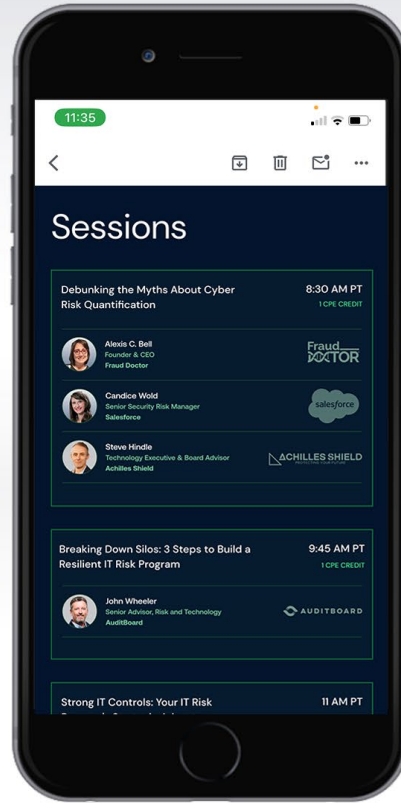 11:35
Sessions
Debunking the Myths About Cyber
Risk Quantification
8:30 AM PT
1 CPE CREDIT
Alexis C. Bell
Founder & CEO
Fraud Doctor
Fraud
DOCTOR
Candice Wold
Senior Security Risk Manager
Salesforce
salesforce
Steve Hindle
Technology Executive & Board Advisor
Achilles Shield
ACHILLES SHIELD
PROTECTING YOUR FUTURE
Breaking Down Silos: 3 Steps to Build a
Resilient IT Risk Program
9:45 AM PT
1 CPE CREDIT
John Wheeler
Senior Advisor, Risk and Technology
AuditBoard
AUDITBOARD
Strong IT Controls: Your IT Risk
11 AM PT